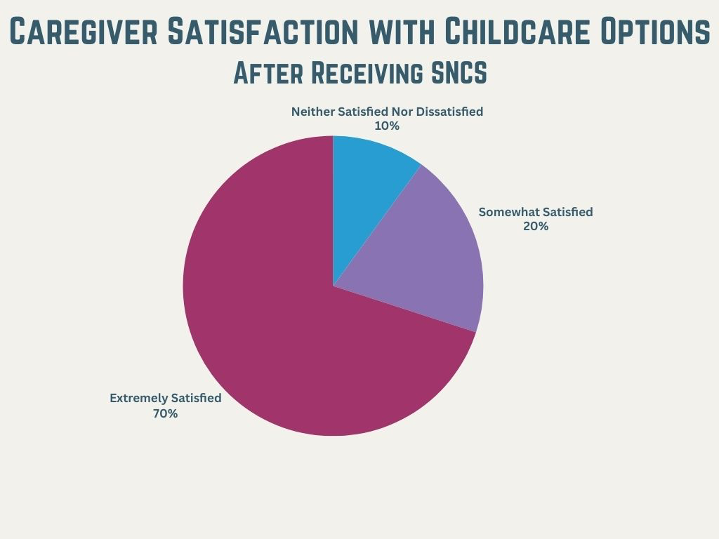 Caregiver Satisfaction with Childcare Options
After Receiving SNCS
Neither Satisfied Nor Dissatisfied
10%
Somewhat Satisfied
20%
Extremely Satisfied
70%